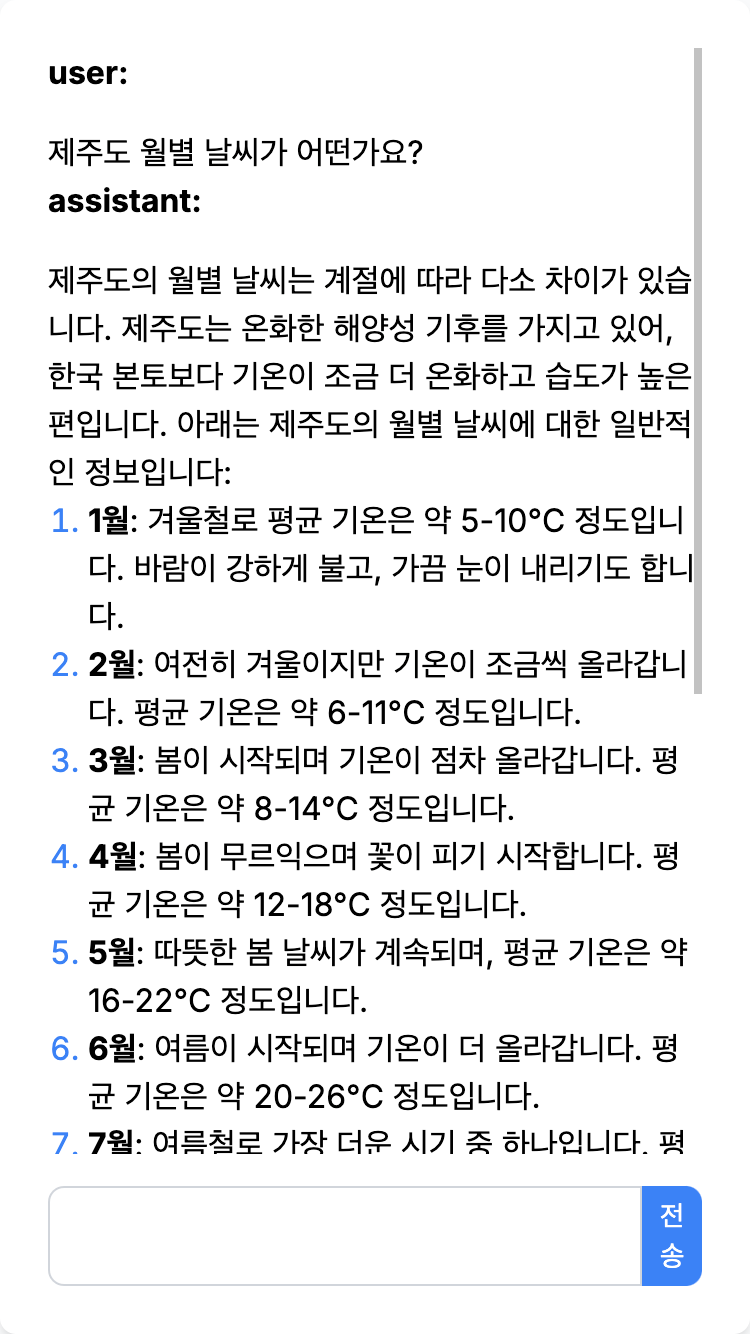 user:
제주도 월별 날씨가 어떤가요?
assistant:
제주도의 월별 날씨는 계절에 따라 다소 차이가 있습
니다. 제주도는 온화한 해양성 기후를 가지고 있어,
한국 본토보다 기온이 조금 더 온화하고 습도가 높은
편입니다. 아래는 제주도의 월별 날씨에 대한 일반적
인 정보입니다:
1. 1월: 겨울철로 평균 기온은 약 5-10°C 정도입니
다. 바람이 강하게 불고, 가끔 눈이 내리기도 합니
다.
2. 2월: 여전히 겨울이지만 기온이 조금씩 올라갑니
다. 평균 기온은 약 6-11°C 정도입니다.
3. 3월: 봄이 시작되며 기온이 점차 올라갑니다. 평
균 기온은 약 8-14°C 정도입니다.
4. 4월: 봄이 무르익으며 꽃이 피기 시작합니다. 평
균 기온은 약 12-18°C 정도입니다.
5. 5월: 따뜻한 봄 날씨가 계속되며, 평균 기온은 약
16-22°C 정도입니다.
6. 6월: 여름이 시작되며 기온이 더 올라갑니다. 평
균 기온은 약 20-26°C 정도입니다.
7. 7월: 여름철로 가장 더운 시기 중 하나입니다. 평
전
송